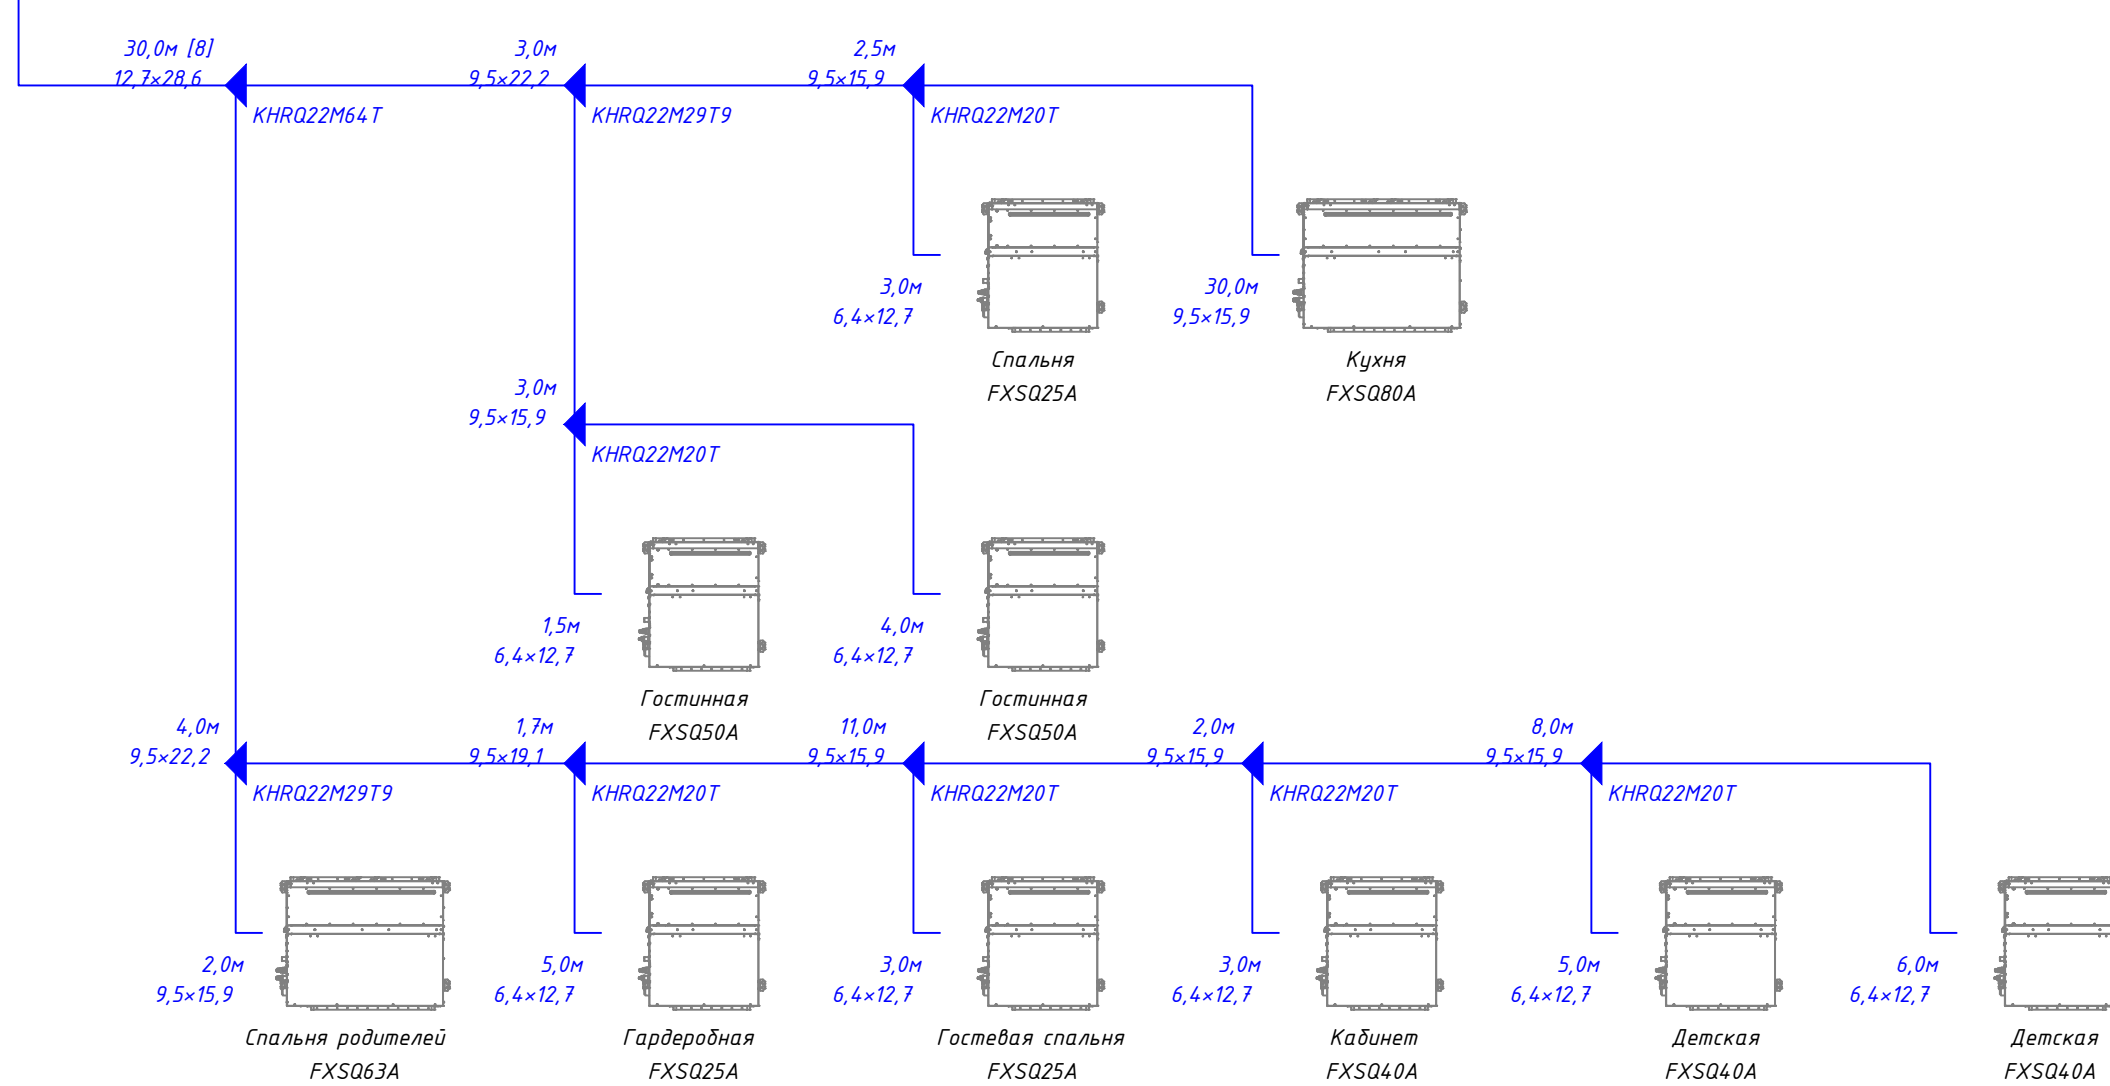 30,0м [8]
12,7×28,6
KHRQ22M64T
3,0м
9,5×22,2
KHRQ22M29T9
2,5м
9,5×15,9
KHRQ22M20T
3,0м
6,4×12,7
Спальня
FXSQ25A
30,0м
9,5×15,9
Кухня
FXSQ80A
3,0м
9,5×15,9
KHRQ22M20T
1,5м
6,4×12,7
Гостинная
FXSQ50A
4,0м
6,4×12,7
Гостинная
FXSQ50A
4,0м
9,5×22,2
KHRQ22M29T9
1,7м
9,5×19,1
KHRQ22M20T
11,0м
9,5×15,9
KHRQ22M20T
2,0м
9,5×15,9
KHRQ22M20T
8,0м
9,5×15,9
KHRQ22M20T
2,0м
9,5×15,9
Спальня родителей
FXSQ63A
5,0м
6,4×12,7
Гардеробная
FXSQ25A
3,0м
6,4×12,7
Гостевая спальня
FXSQ25A
3,0м
6,4×12,7
Кабинет
FXSQ40A
5,0м
6,4×12,7
Детская
FXSQ40A
6,0м
6,4×12,7
Детская
FXSQ40A